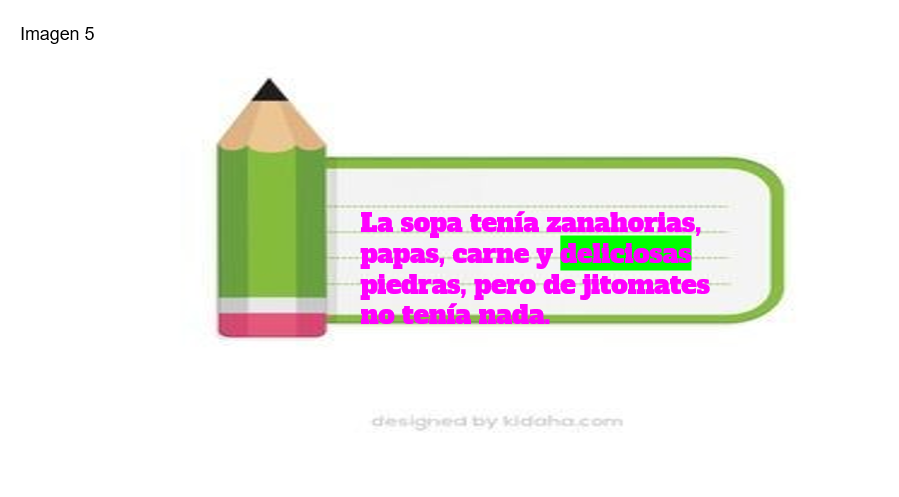 Imagen 5
La sopa tenía zanahorias,
papas, carne y deliciosas
piedras, pero de jitomates
no tenía nada.
designed by kidaha.com